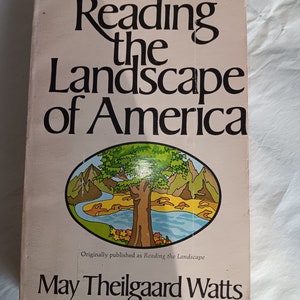 Reading
the
Landscape
of America
Originally published as Reading the Landscape
May Theilgaard Watts